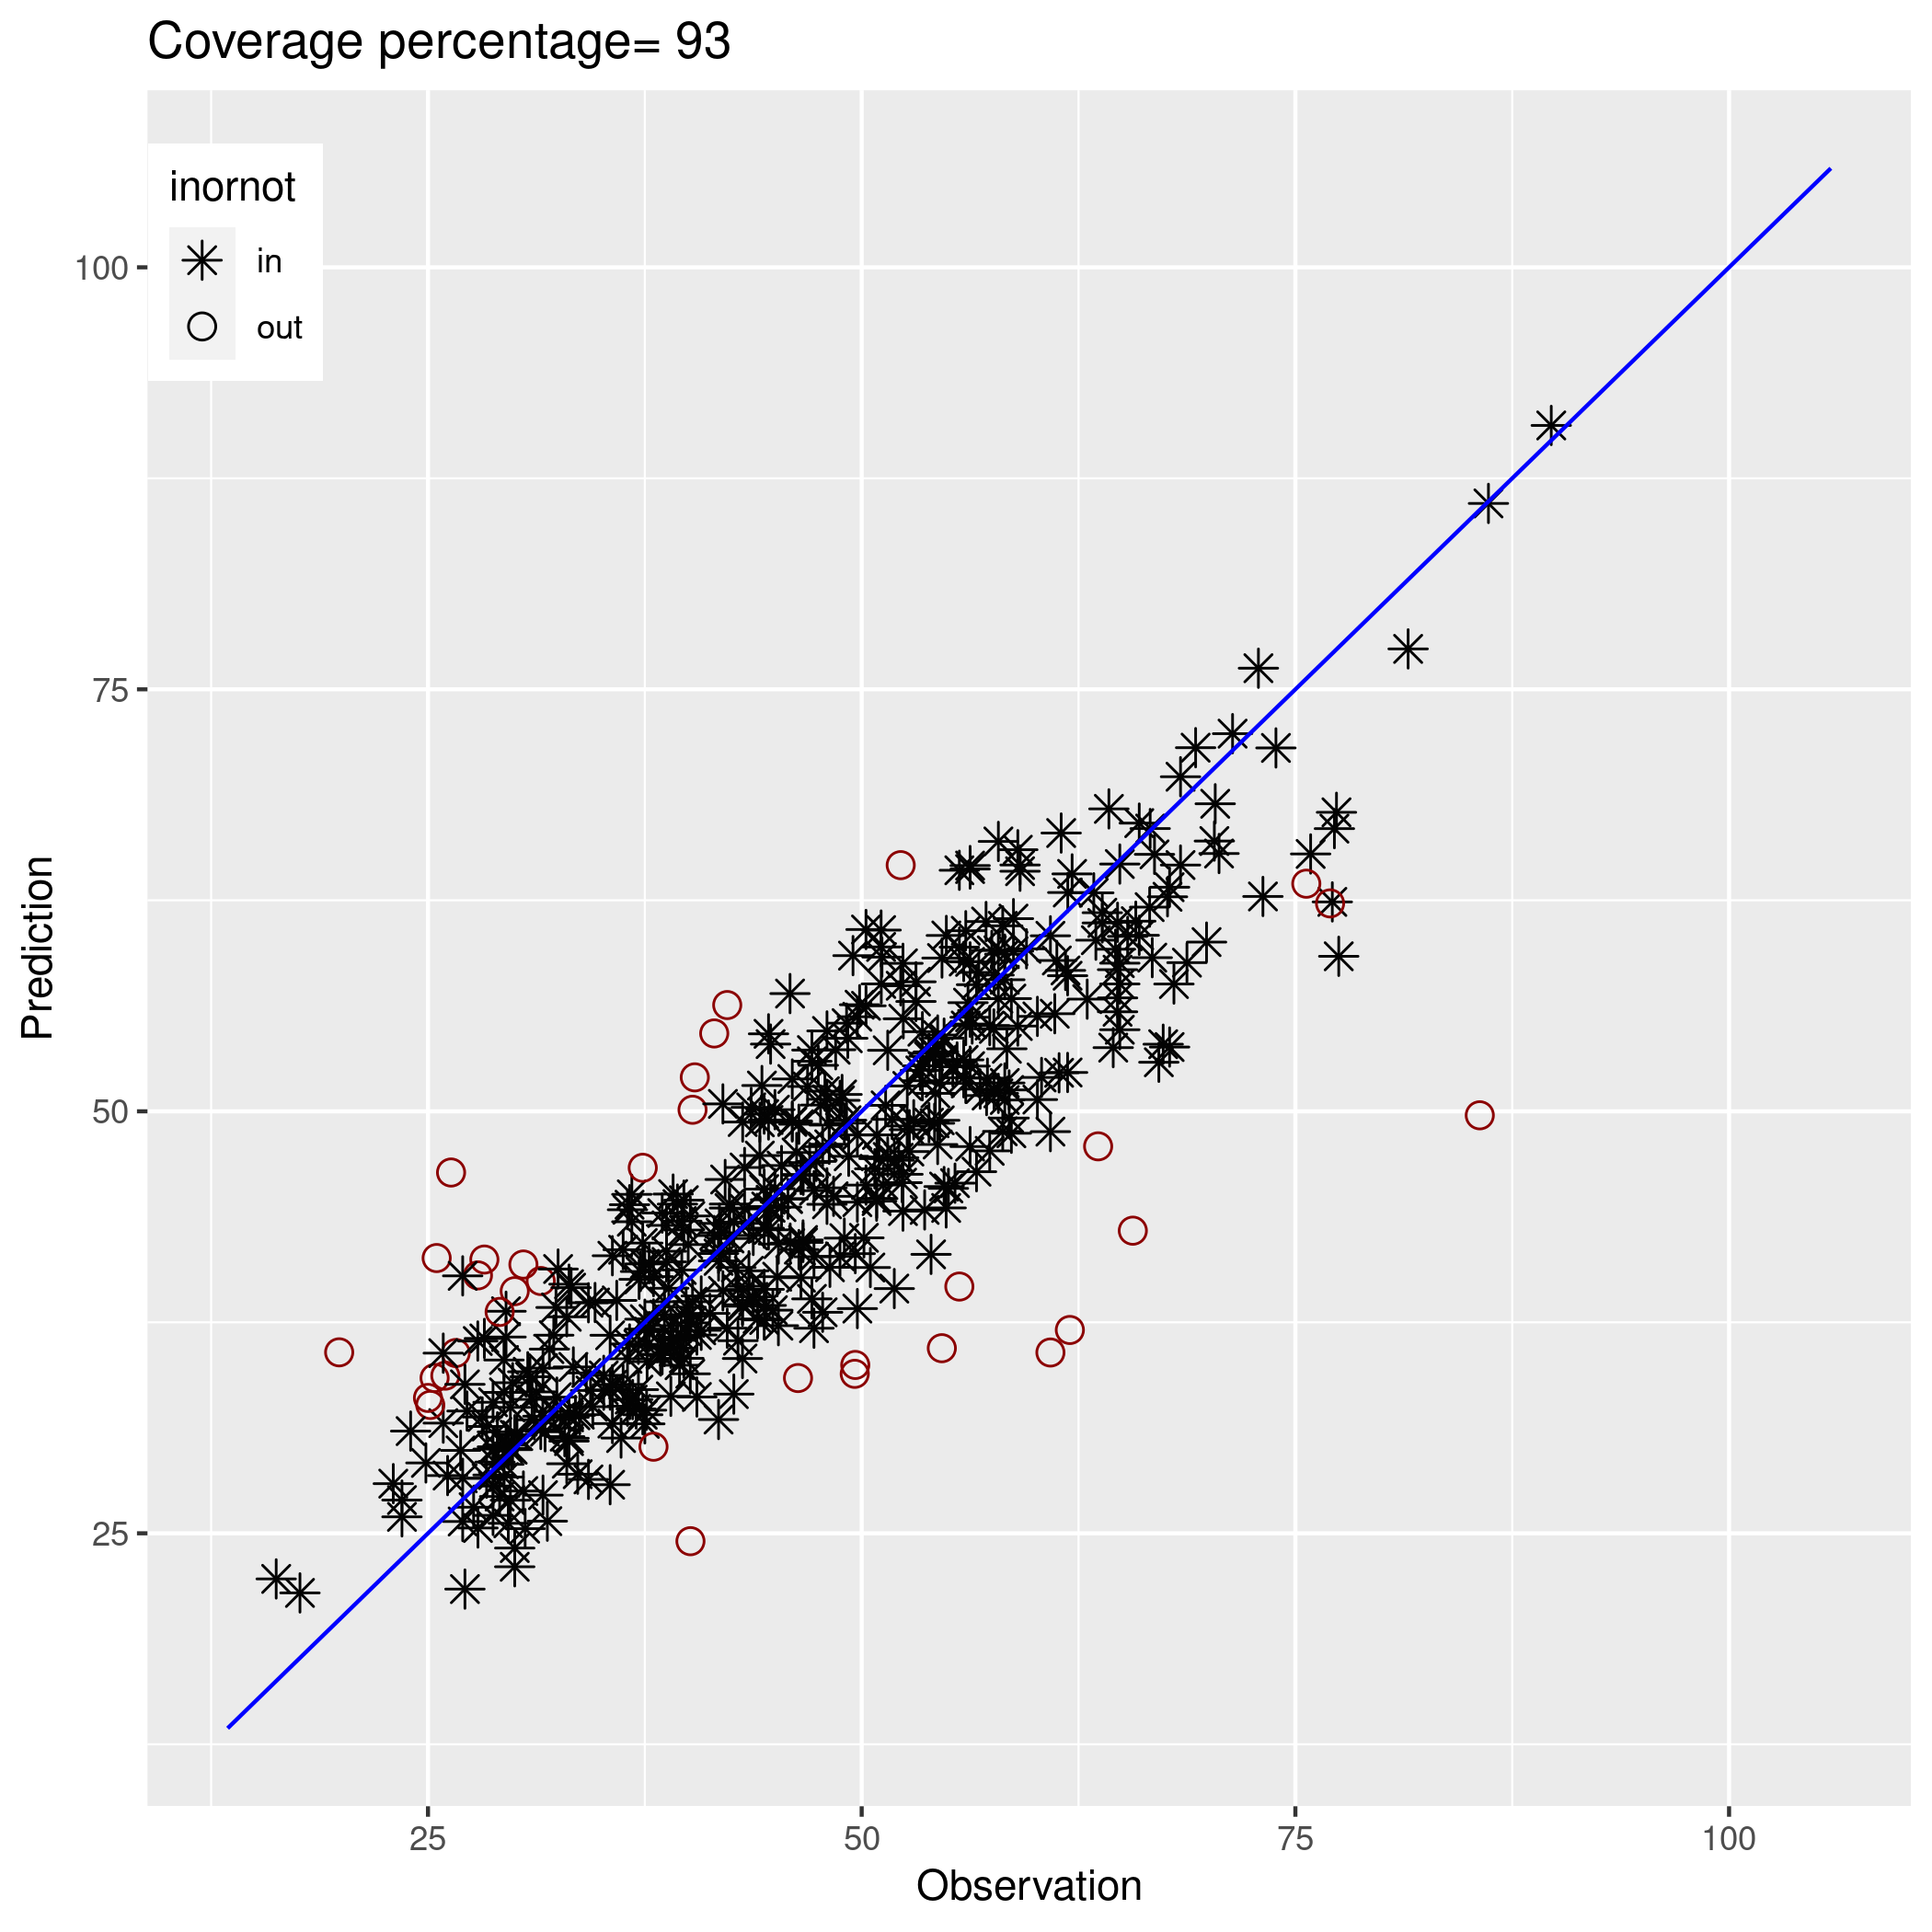 Coverage percentage= 93
inornot
in
out
100
75
50
25
Prediction
25
50
75
100
Observation